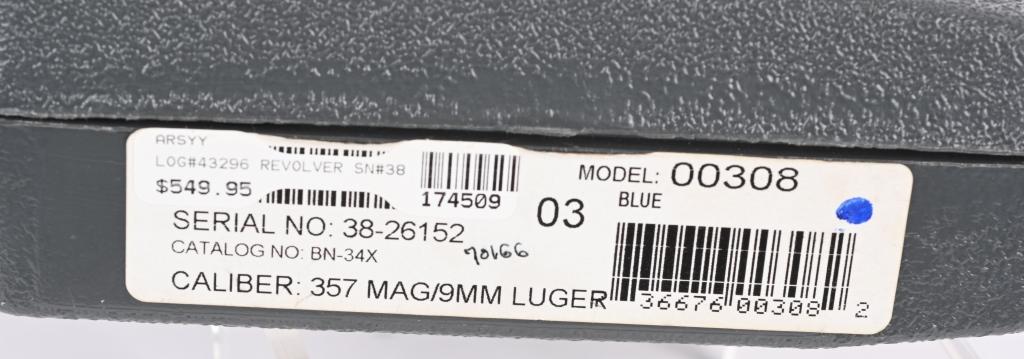 ARSYY
LOG#43296 REVOLVER SN#38
$549.95
174509
03
MODEL: 00308
BLUE
SERIAL NO: 38-26152
CATALOG NO: BN-34X
70166
CALIBER: 357 MAG/9MM LUGER
36676 00308 2